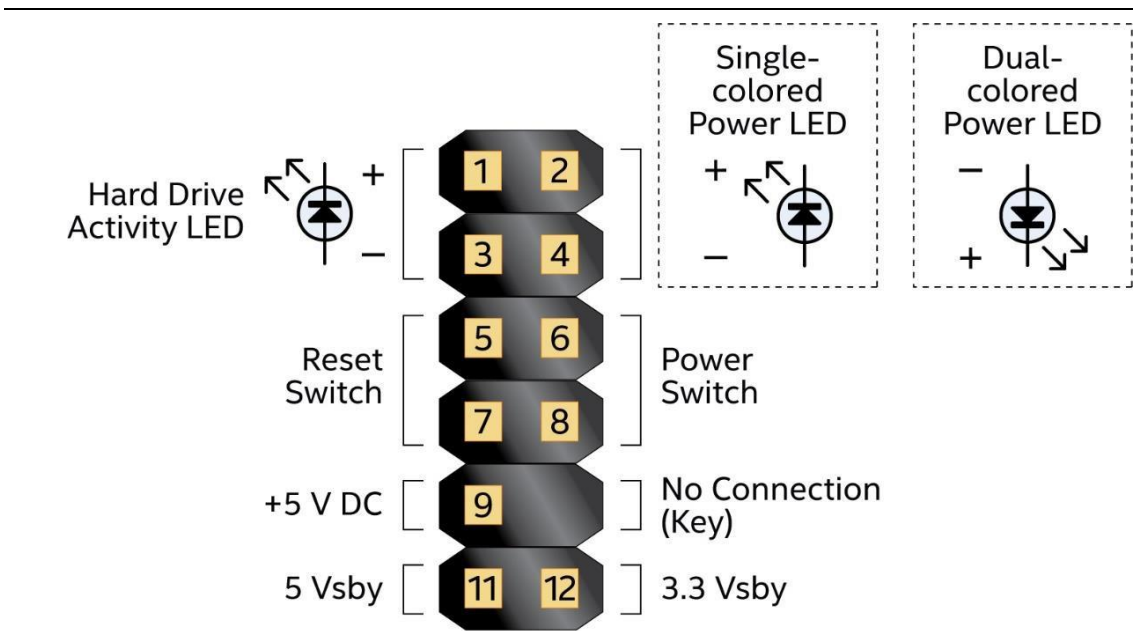 Single-
colored
Power LED
Dual-
colored
Power LED
Hard Drive
Activity LED
+
−
1 2
3 4
+
−
−
+
Reset
Switch
5 6
7 8
Power
Switch
+5 V DC
9
No Connection
(Key)
5 Vsby
11 12
3.3 Vsby